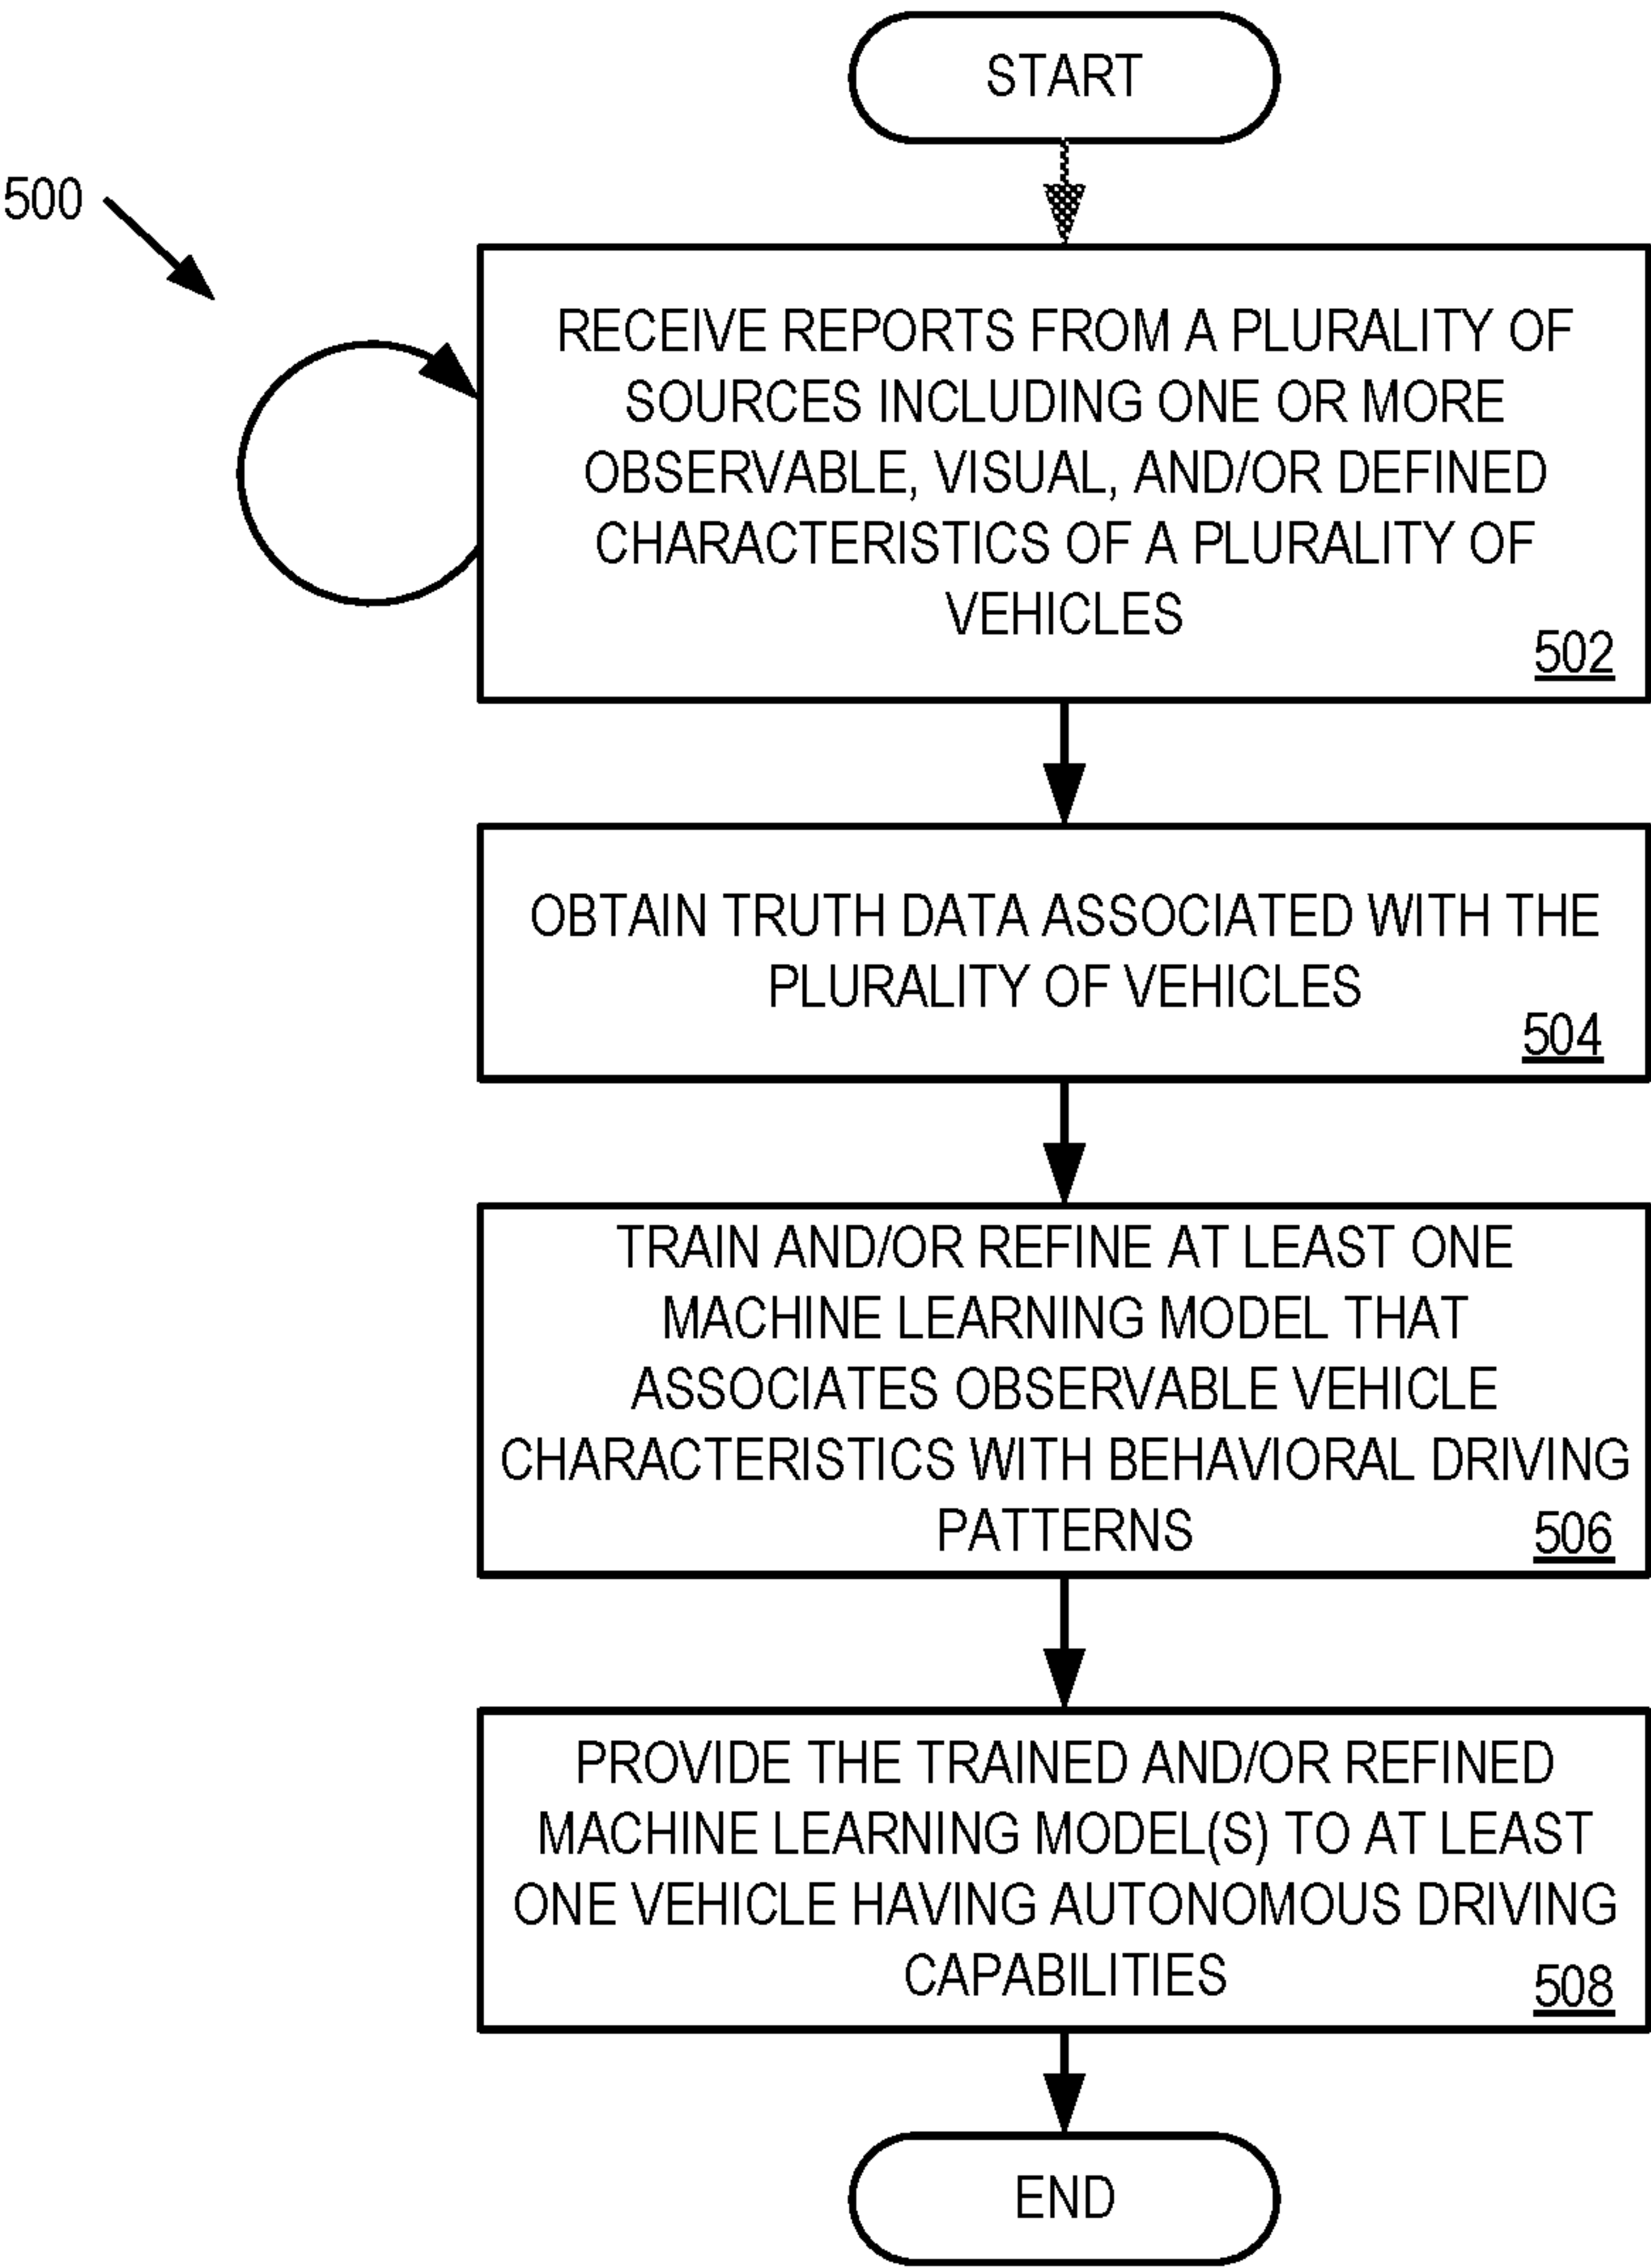 START
500
RECEIVE REPORTS FROM A PLURALITY OF
SOURCES INCLUDING ONE OR MORE
OBSERVABLE, VISUAL, AND/OR DEFINED
CHARACTERISTICS OF A PLURALITY OF
VEHICLES
502
OBTAIN TRUTH DATA ASSOCIATED WITH THE
PLURALITY OF VEHICLES
504
TRAIN AND/OR REFINE AT LEAST ONE
MACHINE LEARNING MODEL THAT
ASSOCIATES OBSERVABLE VEHICLE
CHARACTERISTICS WITH BEHAVIORAL DRIVING
PATTERNS
506
PROVIDE THE TRAINED AND/OR REFINED
MACHINE LEARNING MODEL(S) TO AT LEAST
ONE VEHICLE HAVING AUTONOMOUS DRIVING
CAPABILITIES
508
END